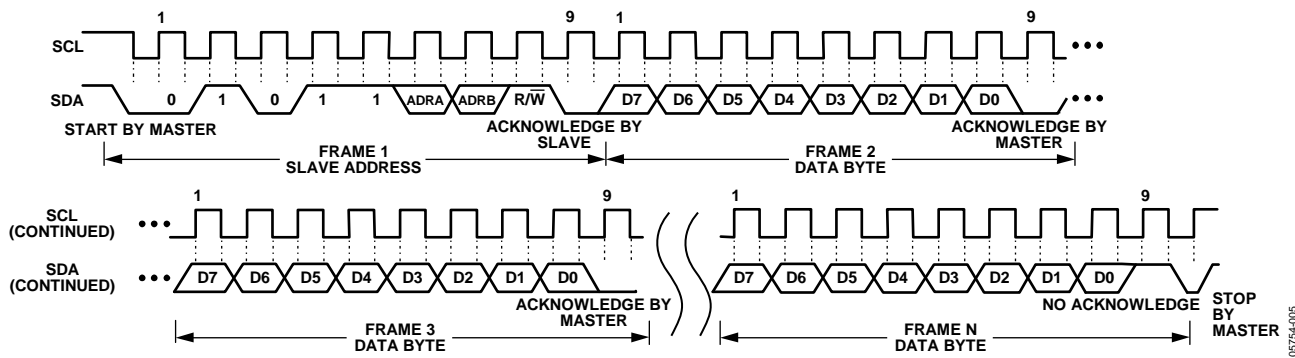 1 9 1 9
SCL
SDA 0 1 0 1 1 ADRA ADRB R/W̅ D7 D6 D5 D4 D3 D2 D1 D0
START BY MASTER
ACKNOWLEDGE BY
SLAVE
ACKNOWLEDGE BY
MASTER
FRAME 1
SLAVE ADDRESS
FRAME 2
DATA BYTE
1 9 1 9
SCL
(CONTINUED)
SDA
(CONTINUED)
D7 D6 D5 D4 D3 D2 D1 D0
D7 D6 D5 D4 D3 D2 D1 D0
ACKNOWLEDGE BY
MASTER
NO ACKNOWLEDGE
STOP
BY
MASTER
FRAME 3
DATA BYTE
FRAME N
DATA BYTE
05754-005